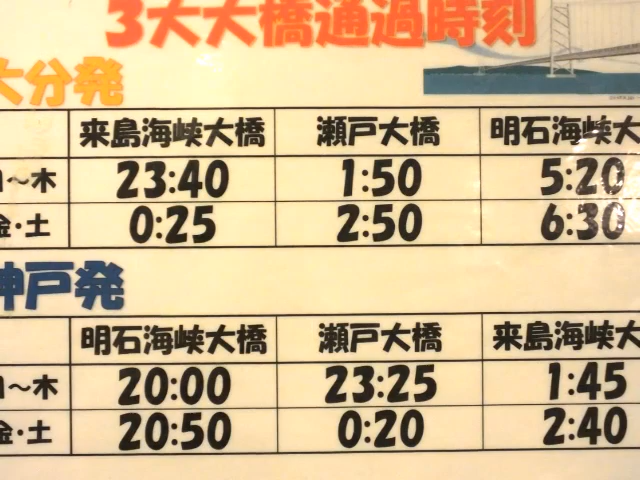 3大大橋通過時刻
大分発
来島海峡大橋 瀬戸大橋 明石海峡大
～木 23:40 1:50 5:20
金・土 0:25 2:50 6:30
神戸発
明石海峡大橋 瀬戸大橋 来島海峡大
～木 20:00 23:25 1:45
金・土 20:50 0:20 2:40